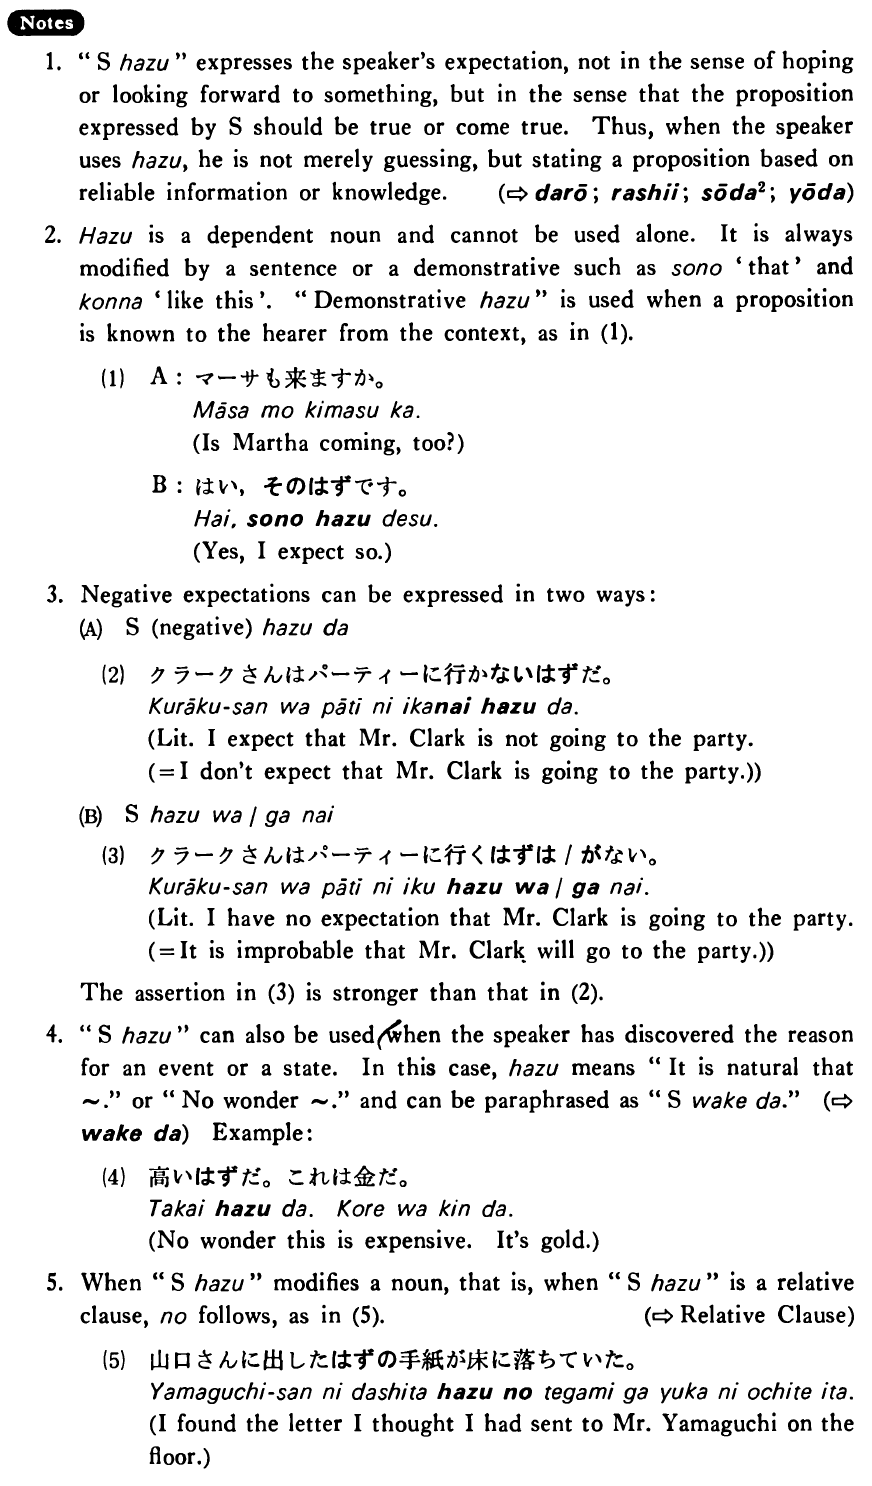 Notes
1. “ S hazu ” expresses the speaker's expectation, not in the sense of hoping
or looking forward to something, but in the sense that the proposition
expressed by S should be true or come true. Thus, when the speaker
uses hazu, he is not merely guessing, but stating a proposition based on
reliable information or knowledge. (⇨ darō ; rashii ; sōda² ; yōda)
2. Hazu is a dependent noun and cannot be used alone. It is always
modified by a sentence or a demonstrative such as sono ‘ that ’ and
konna ‘ like this ’. “ Demonstrative hazu ” is used when a proposition
is known to the hearer from the context, as in (1).
(1) A : マーサも来ますか。
Māsa mo kimasu ka.
(Is Martha coming, too?)
B : はい，そのはずです。
Hai, sono hazu desu.
(Yes, I expect so.)
3. Negative expectations can be expressed in two ways :
(A) S (negative) hazu da
(2) クラークさんはパーティーに行かないはずだ。
Kurāku-san wa pāti ni ikanai hazu da.
(Lit. I expect that Mr. Clark is not going to the party.
(=I don't expect that Mr. Clark is going to the party.))
(B) S hazu wa / ga nai
(3) クラークさんはパーティーに行くはずは / がない。
Kurāku-san wa pāti ni iku hazu wa / ga nai.
(Lit. I have no expectation that Mr. Clark is going to the party.
(=It is improbable that Mr. Clark will go to the party.))
The assertion in (3) is stronger than that in (2).
4. “ S hazu ” can also be used when the speaker has discovered the reason
for an event or a state. In this case, hazu means “ It is natural that
～.” or “ No wonder ～.” and can be paraphrased as “ S wake da.” (⇨
wake da) Example :
(4) 高いはずだ。これは金だ。
Takai hazu da. Kore wa kin da.
(No wonder this is expensive. It's gold.)
5. When “ S hazu ” modifies a noun, that is, when “ S hazu ” is a relative
clause, no follows, as in (5). (⇨ Relative Clause)
(5) 山口さんに出したはずの手紙が床に落ちていた。
Yamaguchi-san ni dashita hazu no tegami ga yuka ni ochite ita.
(I found the letter I thought I had sent to Mr. Yamaguchi on the
floor.)